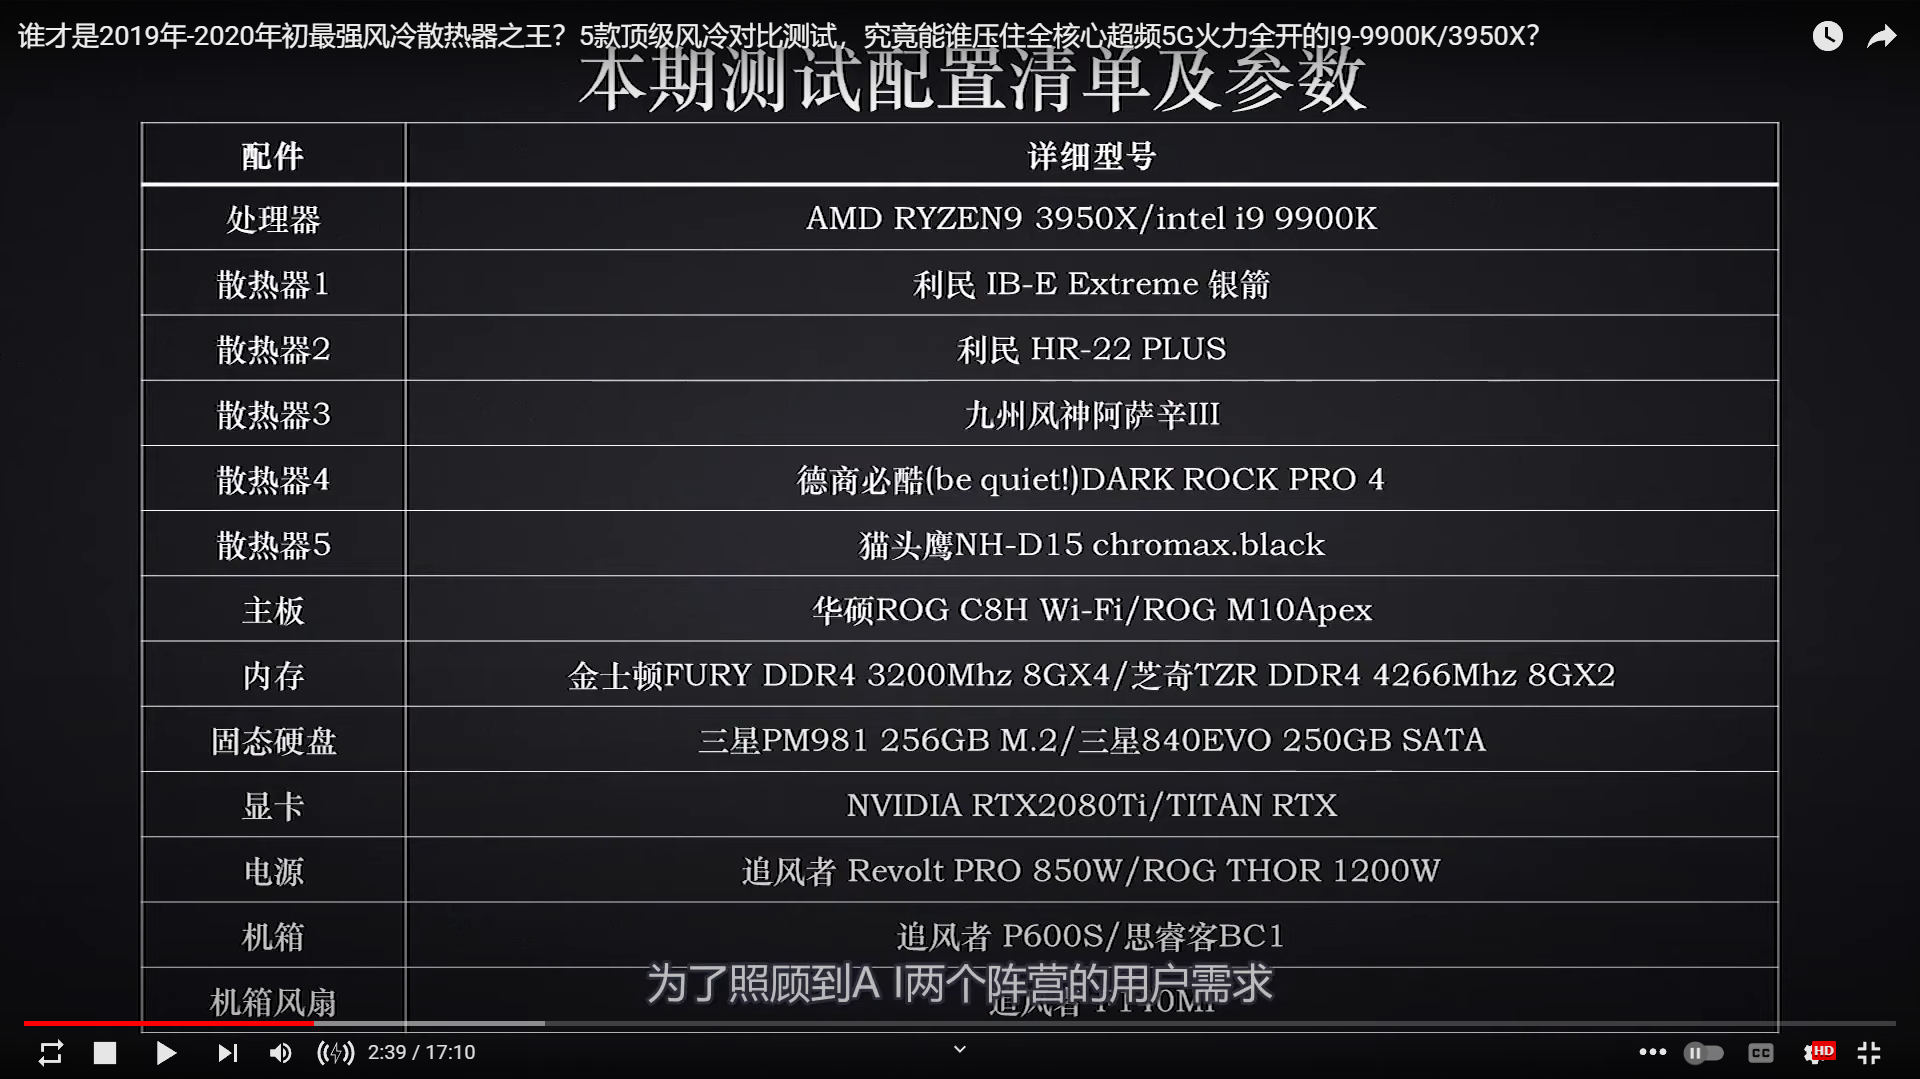 谁才是2019年-2020年初最强风冷散热器之王？5款顶级风冷对比测试，究竟能谁压住全核心超频5G火力全开的I9-9900K/3950X?
本期测试配置清单及参数
配件 详细型号
处理器 AMD RYZEN9 3950X/intel i9 9900K
散热器1 利民 IB-E Extreme 银箭
散热器2 利民 HR-22 PLUS
散热器3 九州风神阿萨辛III
散热器4 德商必酷(be quiet!)DARK ROCK PRO 4
散热器5 猫头鹰NH-D15 chromax.black
主板 华硕ROG C8H Wi-Fi/ROG M10Apex
内存 金士顿FURY DDR4 3200Mhz 8GX4/芝奇TZR DDR4 4266Mhz 8GX2
固态硬盘 三星PM981 256GB M.2/三星840EVO 250GB SATA
显卡 NVIDIA RTX2080Ti/TITAN RTX
电源 追风者 Revolt PRO 850W/ROG THOR 1200W
机箱 追风者 P600S/思睿客BC1
为了照顾到A I两个阵营的用户需求
机箱风扇 追风者
2:39 / 17:10
CC
HD